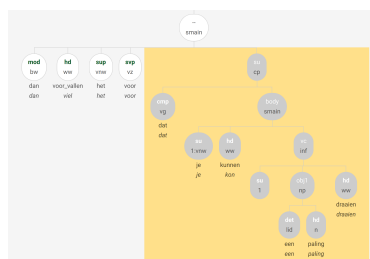 --
smain
mod hd sup svp su
bw ww vnw vz cp
dan voor_vallen het voor
dan viel het voor
cmp body
vg smain
dat
dat
su hd vc
1:vnw ww inf
je kunnen
je kon
su obj1 hd
1 np ww
draaien
draaien
det hd
lid n
een paling
een paling